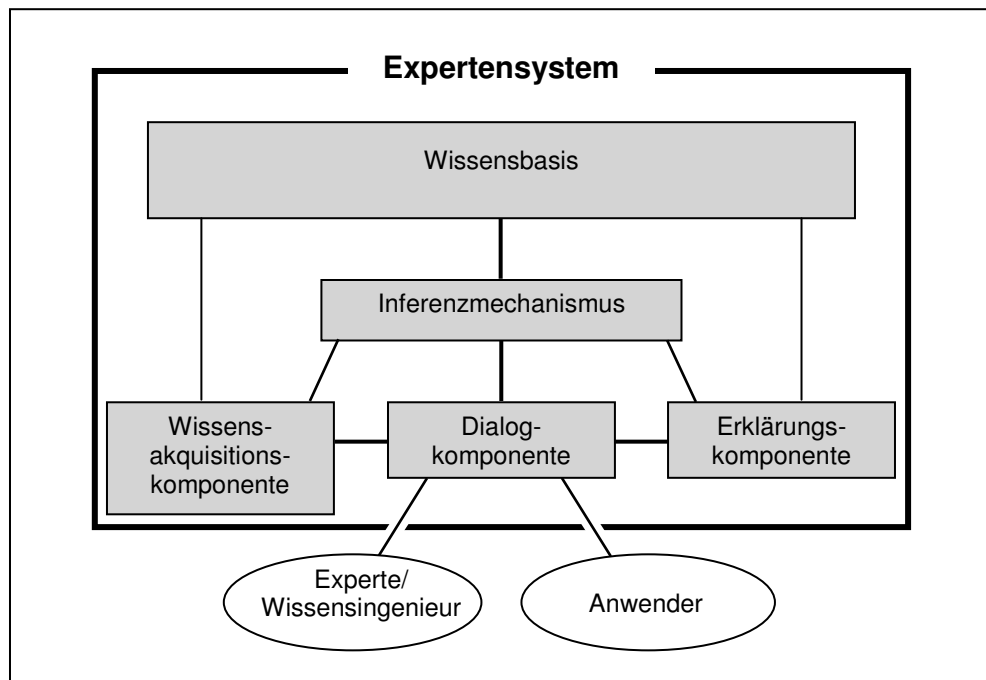 Expertensystem
Wissensbasis
Inferenzmechanismus
Wissens-
akquisitions-
komponente
Dialog-
komponente
Erklärungs-
komponente
Experte/
Wissensingenieur
Anwender